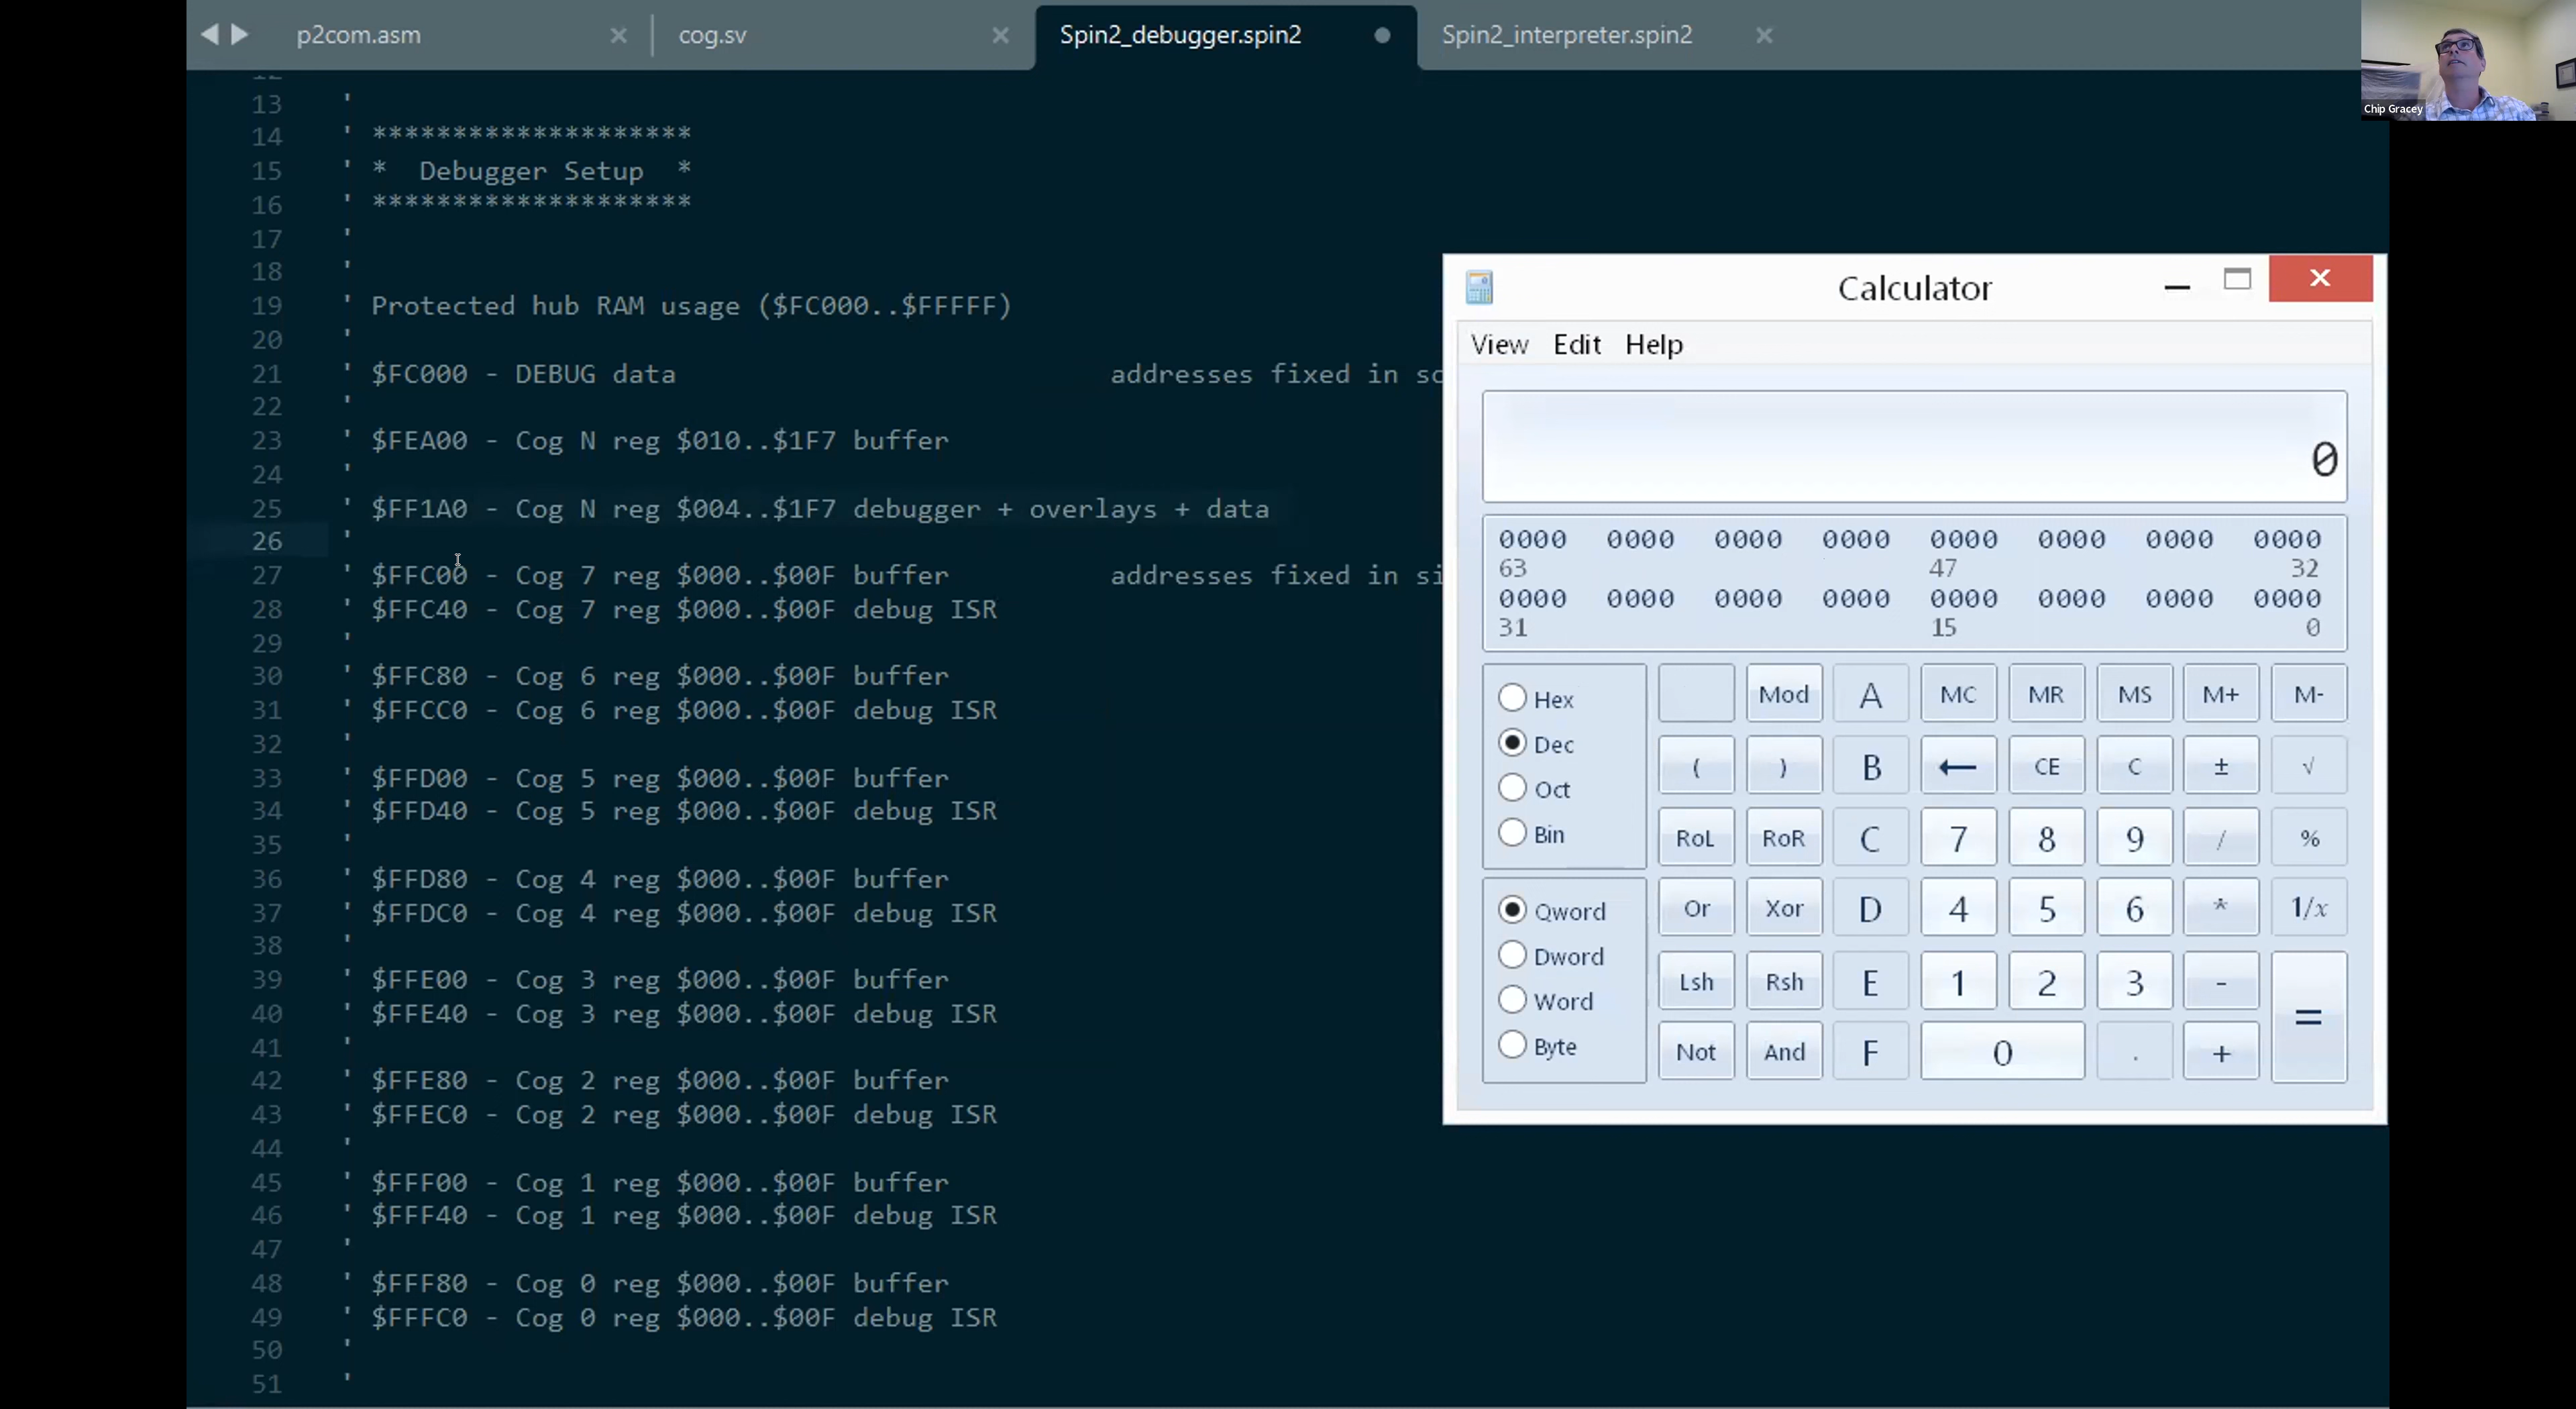 p2com.asm × cog.sv × Spin2_debugger.spin2 Spin2_interpreter.spin2 ×
Chip Gracey
13 '
14 ' ********************
15 ' *  Debugger Setup  *
16 ' ********************
17 '
18 '
19 ' Protected hub RAM usage ($FC000..$FFFFF)
20 '
21 ' $FC000 - DEBUG data addresses fixed in
22 '
23 ' $FEA00 - Cog N reg $010..$1F7 buffer
24 '
25 ' $FF1A0 - Cog N reg $004..$1F7 debugger + overlays + data
26 '
27 ' $FFC00 - Cog 7 reg $000..$00F buffer addresses fixed in
28 ' $FFC40 - Cog 7 reg $000..$00F debug ISR
29 '
30 ' $FFC80 - Cog 6 reg $000..$00F buffer
31 ' $FFCC0 - Cog 6 reg $000..$00F debug ISR
32 '
33 ' $FFD00 - Cog 5 reg $000..$00F buffer
34 ' $FFD40 - Cog 5 reg $000..$00F debug ISR
35 '
36 ' $FFD80 - Cog 4 reg $000..$00F buffer
37 ' $FFDC0 - Cog 4 reg $000..$00F debug ISR
38 '
39 ' $FFE00 - Cog 3 reg $000..$00F buffer
40 ' $FFE40 - Cog 3 reg $000..$00F debug ISR
41 '
42 ' $FFE80 - Cog 2 reg $000..$00F buffer
43 ' $FFEC0 - Cog 2 reg $000..$00F debug ISR
44 '
45 ' $FFF00 - Cog 1 reg $000..$00F buffer
46 ' $FFF40 - Cog 1 reg $000..$00F debug ISR
47 '
48 ' $FFF80 - Cog 0 reg $000..$00F buffer
49 ' $FFFC0 - Cog 0 reg $000..$00F debug ISR
50 '
51 '
Calculator
View Edit Help
0
0000 0000 0000 0000 0000 0000 0000 0000
63 47 32
0000 0000 0000 0000 0000 0000 0000 0000
31 15 0
Hex Mod A MC MR MS M+ M-
Dec ( ) B ← CE C ± √
Oct
Bin RoL RoR C 7 8 9 / %
Qword Or Xor D 4 5 6 * 1/x
Dword Lsh Rsh E 1 2 3 - =
Word
Byte Not And F 0 . +